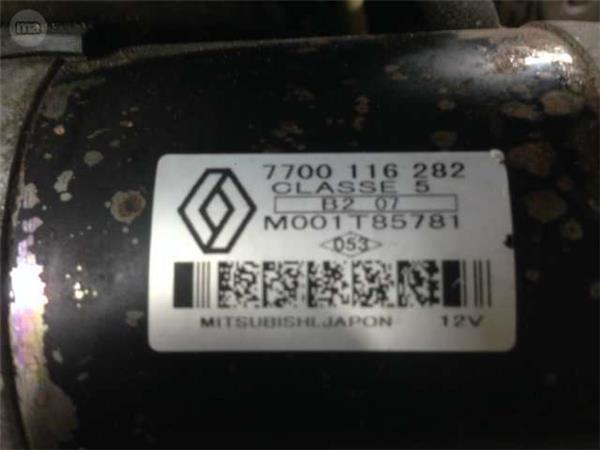 7700 116 282
CLASSE 5
B2 07
M001T85781
D53
MITSUBISHI.JAPON 12V